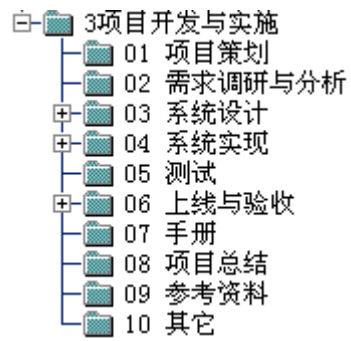 3项目开发与实施
01 项目策划
02 需求调研与分析
03 系统设计
04 系统实现
05 测试
06 上线与验收
07 手册
08 项目总结
09 参考资料
10 其它